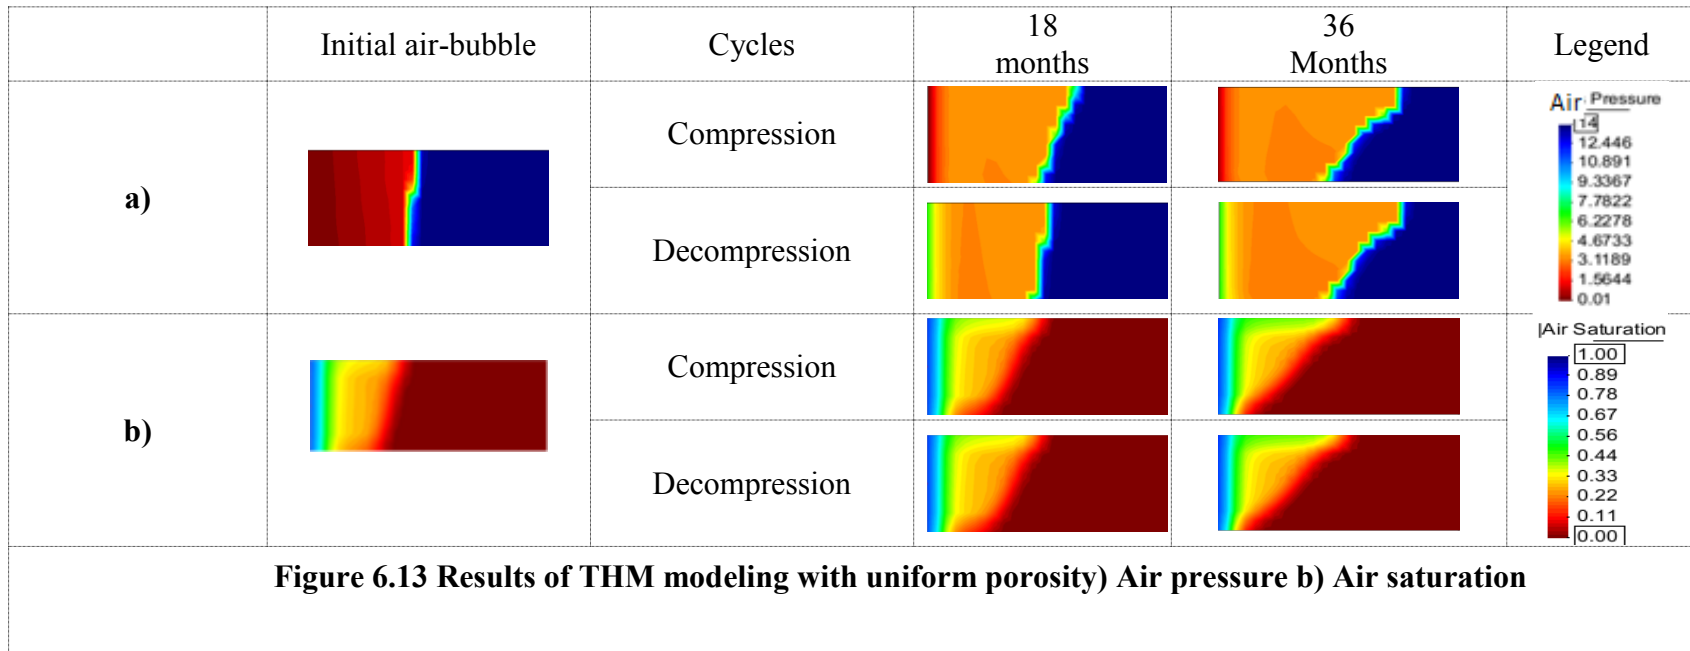 Initial air-bubble
Cycles
18
months
36
Months
Legend
a)
Compression
Decompression
Air Pressure
14
12.446
10.891
9.3367
7.7822
6.2278
4.6733
3.1189
1.5644
0.01
b)
Compression
Decompression
|Air Saturation
1.00
0.89
0.78
0.67
0.56
0.44
0.33
0.22
0.11
0.00
Figure 6.13 Results of THM modeling with uniform porosity) Air pressure b) Air saturation